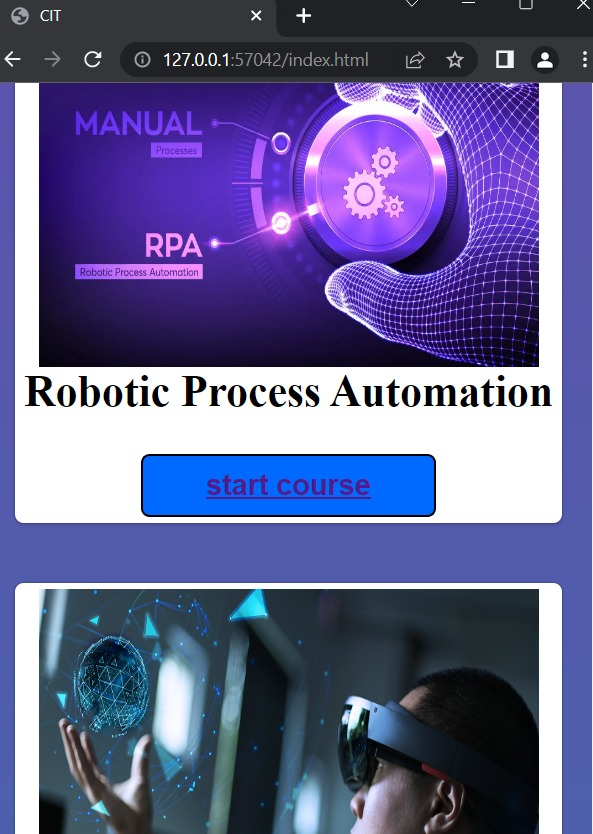 CIT
127.0.0.1:57042/index.html
MANUAL
Processes
RPA
Robotic Process Automation
Robotic Process Automation
start course